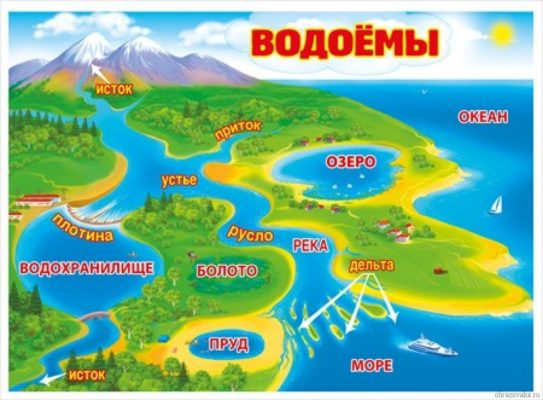 ВОДОЁМЫ
исток
ОКЕАН
приток
ОЗЕРО
устье
плотина
русло
РЕКА
ВОДОХРАНИЛИЩЕ
БОЛОТО
дельта
ПРУД
МОРЕ
исток
obrazovaka.ru